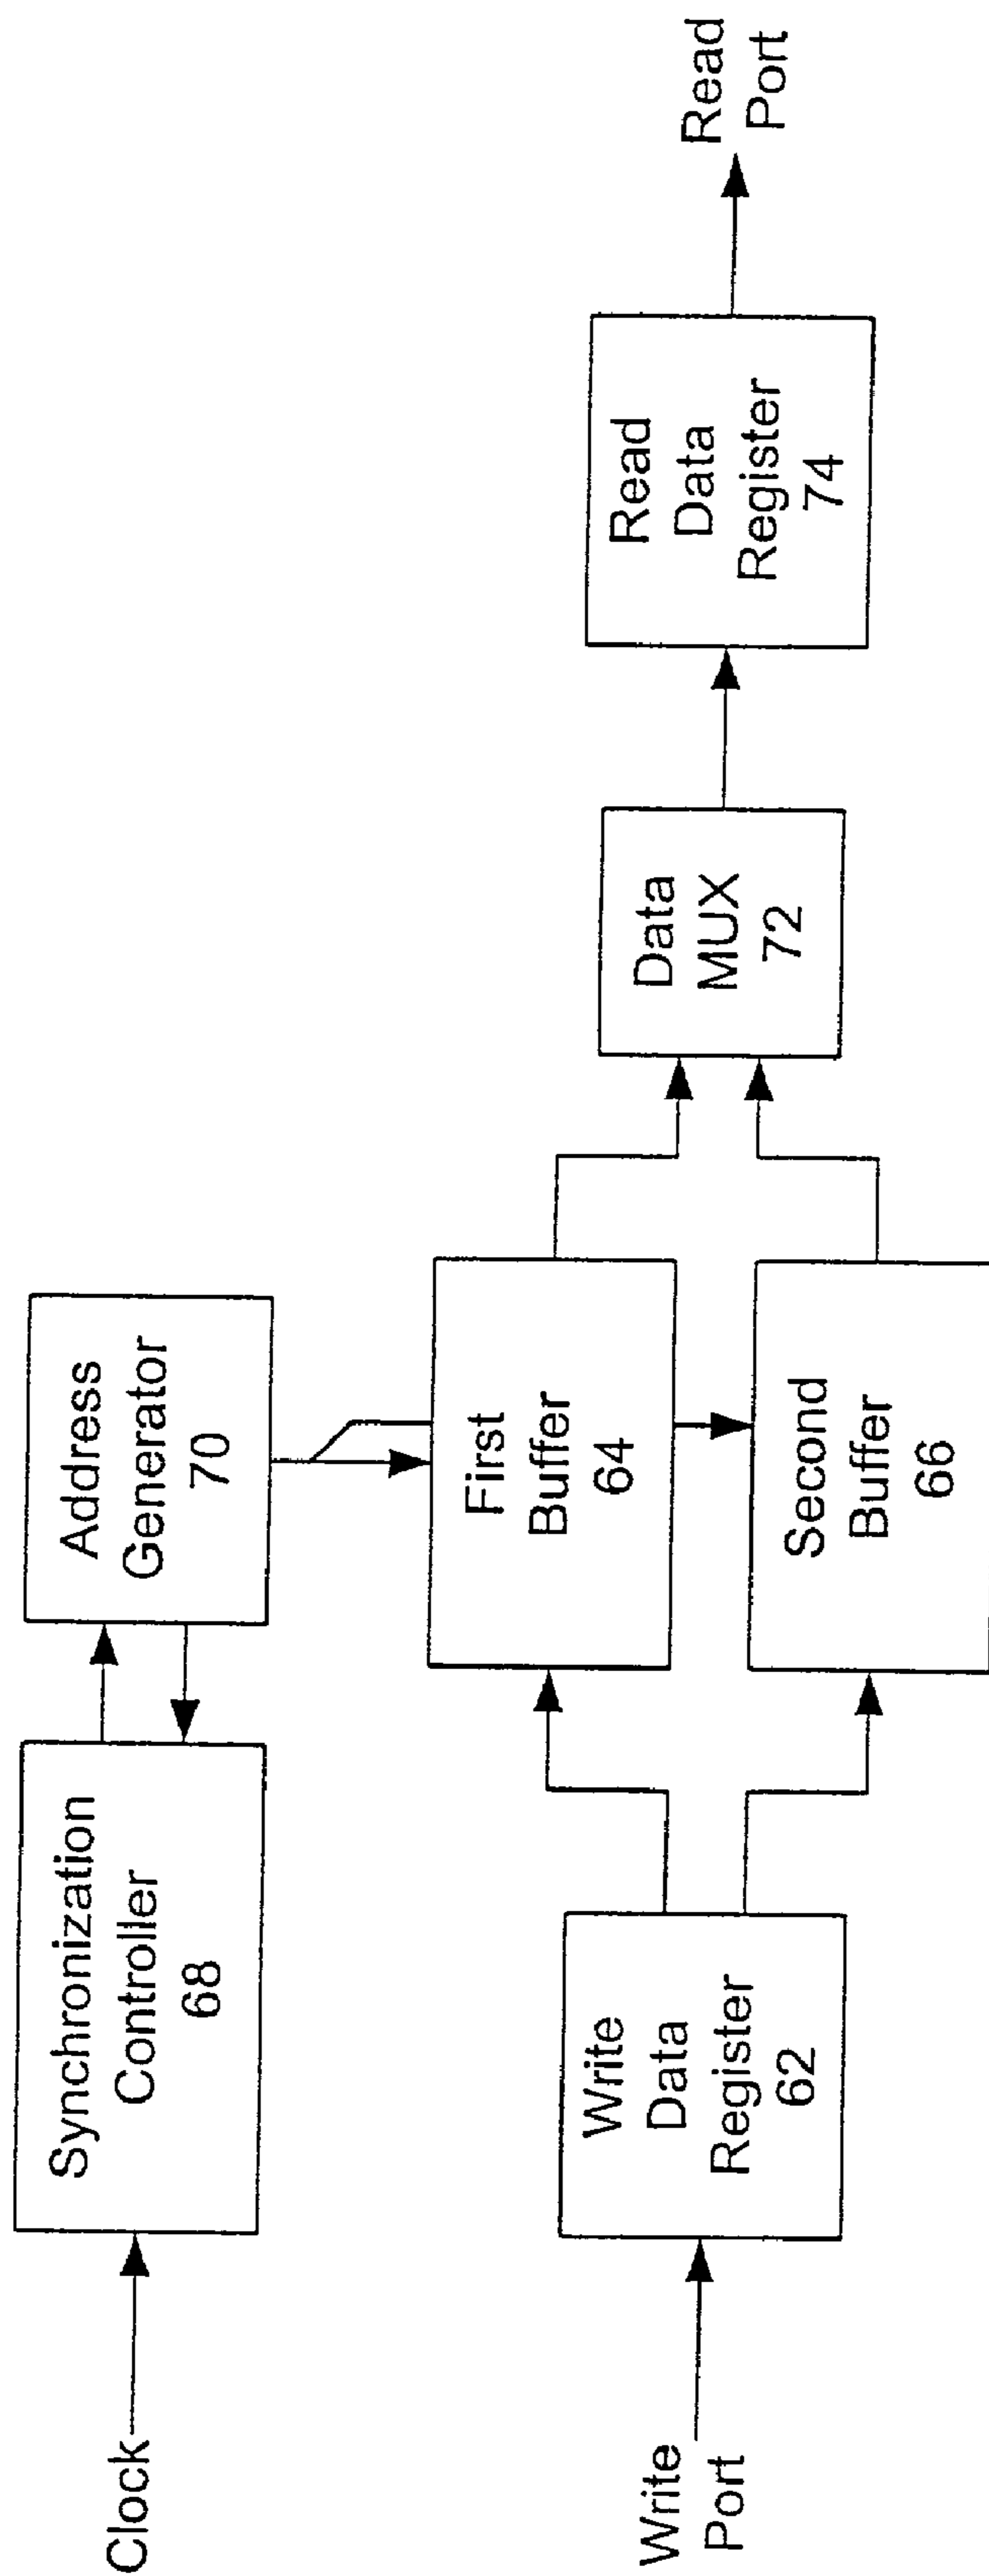 Clock
Synchronization
Controller
68
Address
Generator
70
Write
Port
Write
Data
Register
62
First
Buffer
64
Second
Buffer
66
Data
MUX
72
Read
Data
Register
74
Read
Port